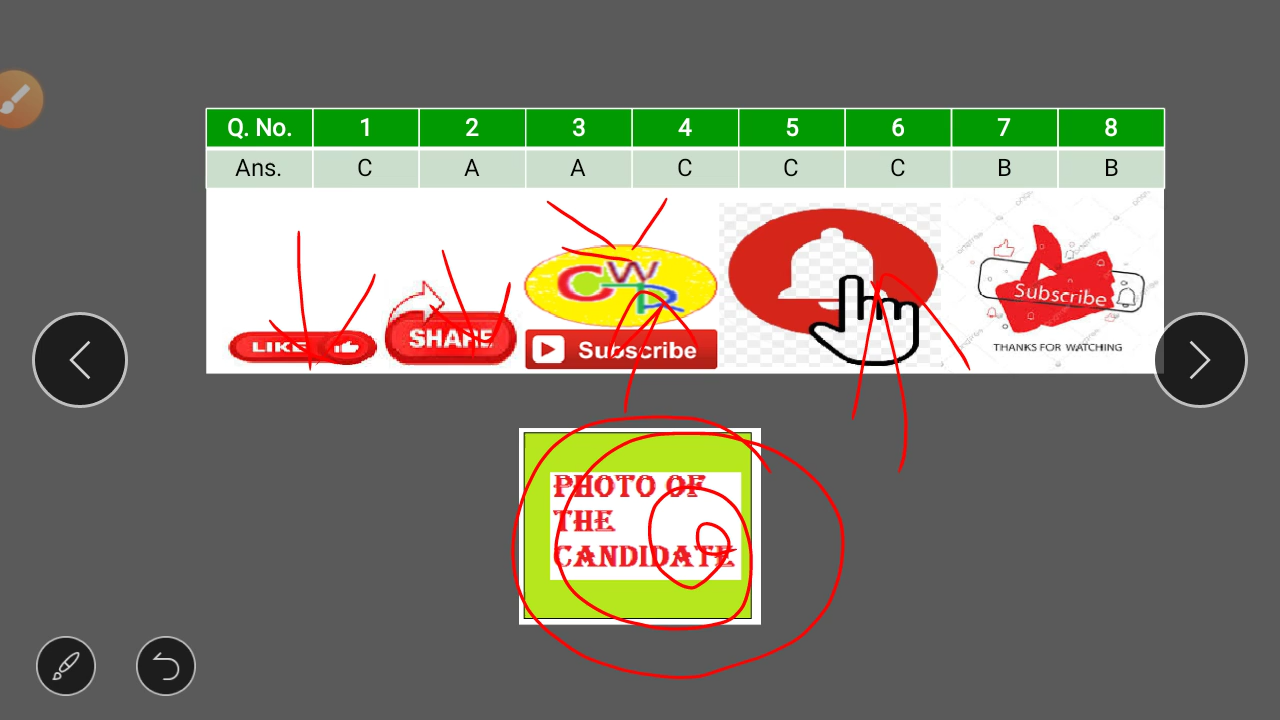 Q. No. 1 2 3 4 5 6 7 8
Ans. C A A C C C B B
LIKE
SHARE
CWTR
Subscribe
Subscribe
THANKS FOR WATCHING
PHOTO OF
THE
CANDIDATE